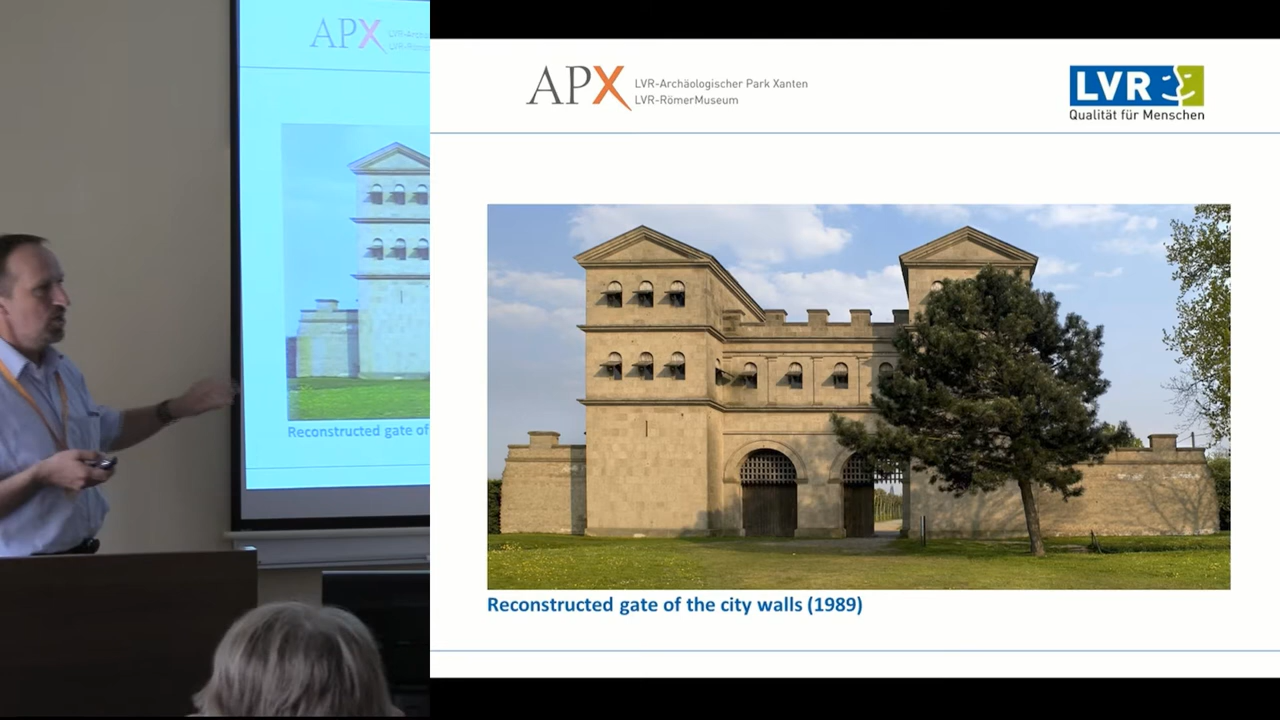 APX
LVR-Archäologischer Park Xanten
LVR-RömerMuseum
LVR
Qualität für Menschen
Reconstructed gate of the city walls (1989)
APX
Reconstructed gate of